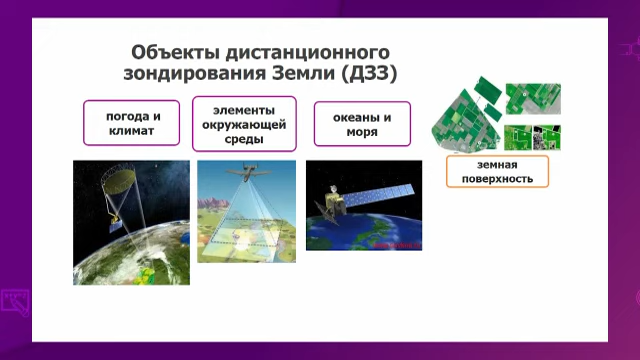 Объекты дистанционного
зондирования Земли (ДЗЗ)
погода и
климат
элементы
окружающей
среды
океаны и
моря
земная
поверхность